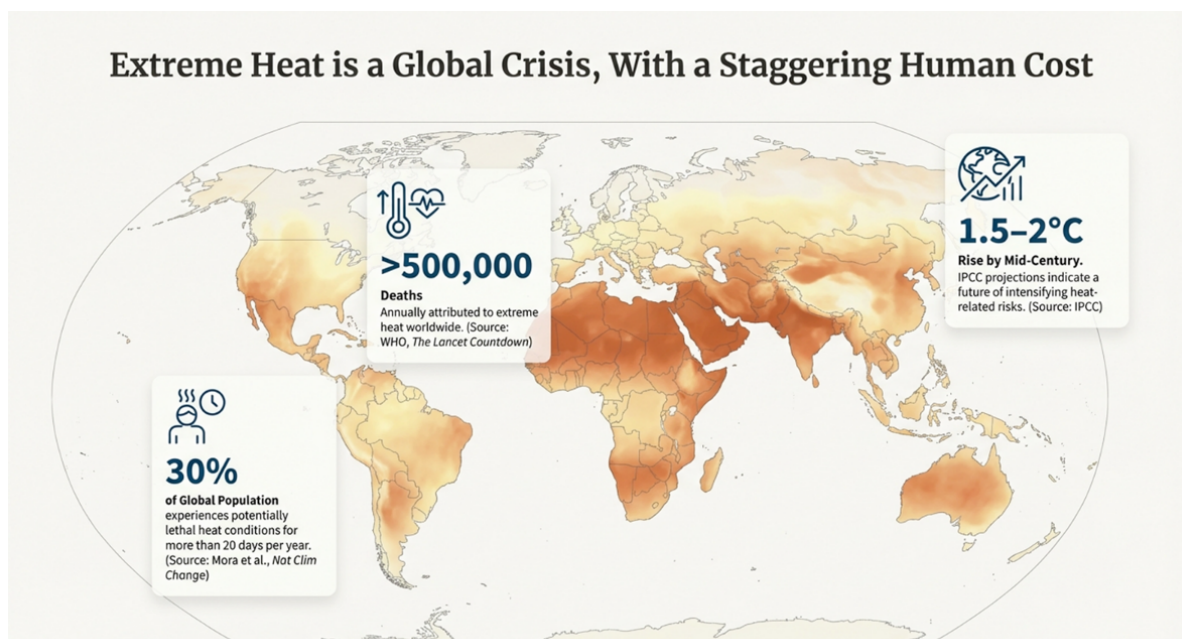 Extreme Heat is a Global Crisis, With a Staggering Human Cost
>500,000
Deaths
Annually attributed to extreme
heat worldwide. (Source:
WHO, The Lancet Countdown)
1.5–2°C
Rise by Mid-Century.
IPCC projections indicate a
future of intensifying heat-
related risks. (Source: IPCC)
30%
of Global Population
experiences potentially
lethal heat conditions for
more than 20 days per year.
(Source: Mora et al., Nat Clim
Change)